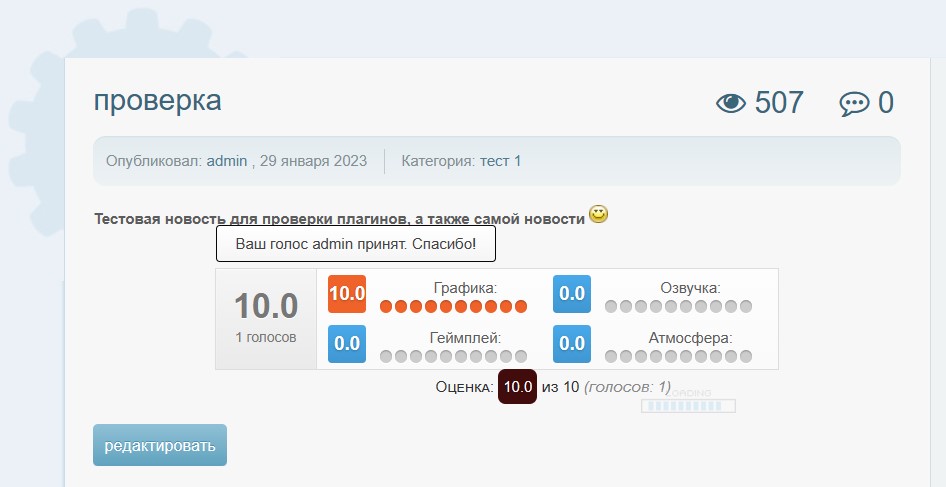 проверка
507 0
Опубликовал: admin , 29 января 2023 Категория: тест 1
Тестовая новость для проверки плагинов, а также самой новости
Ваш голос admin принят. Спасибо!
10.0
1 голосов
10.0 Графика:
0.0 Озвучка:
0.0 Геймплей:
0.0 Атмосфера:
Оценка: 10.0 из 10 (голосов: 1)
LOADING
редактировать